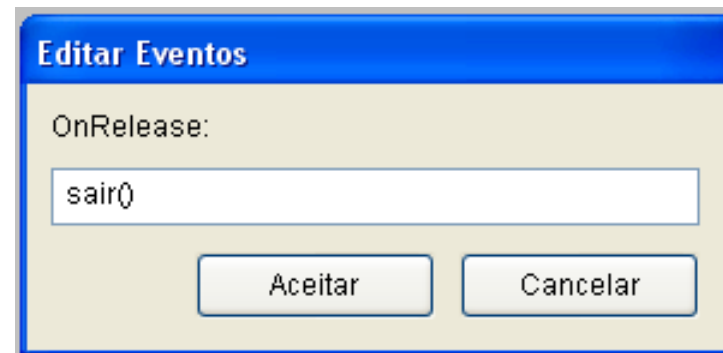 Editar Eventos
OnRelease:
sair()
Aceitar
Cancelar